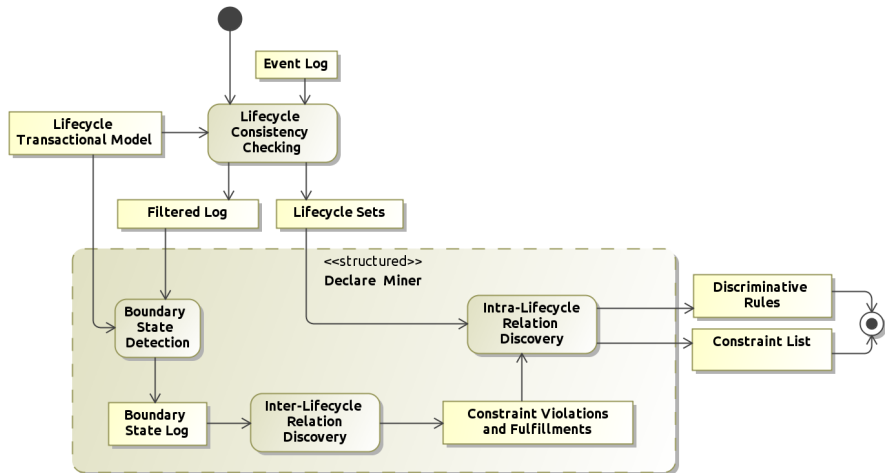 Event Log
Lifecycle
Consistency
Checking
Lifecycle
Transactional Model
Filtered Log
Lifecycle Sets
<<structured>>
Declare Miner
Discriminative
Rules
Constraint List
Intra-Lifecycle
Relation
Discovery
Boundary
State
Detection
Boundary
State Log
Inter-Lifecycle
Relation
Discovery
Constraint Violations
and Fulfillments